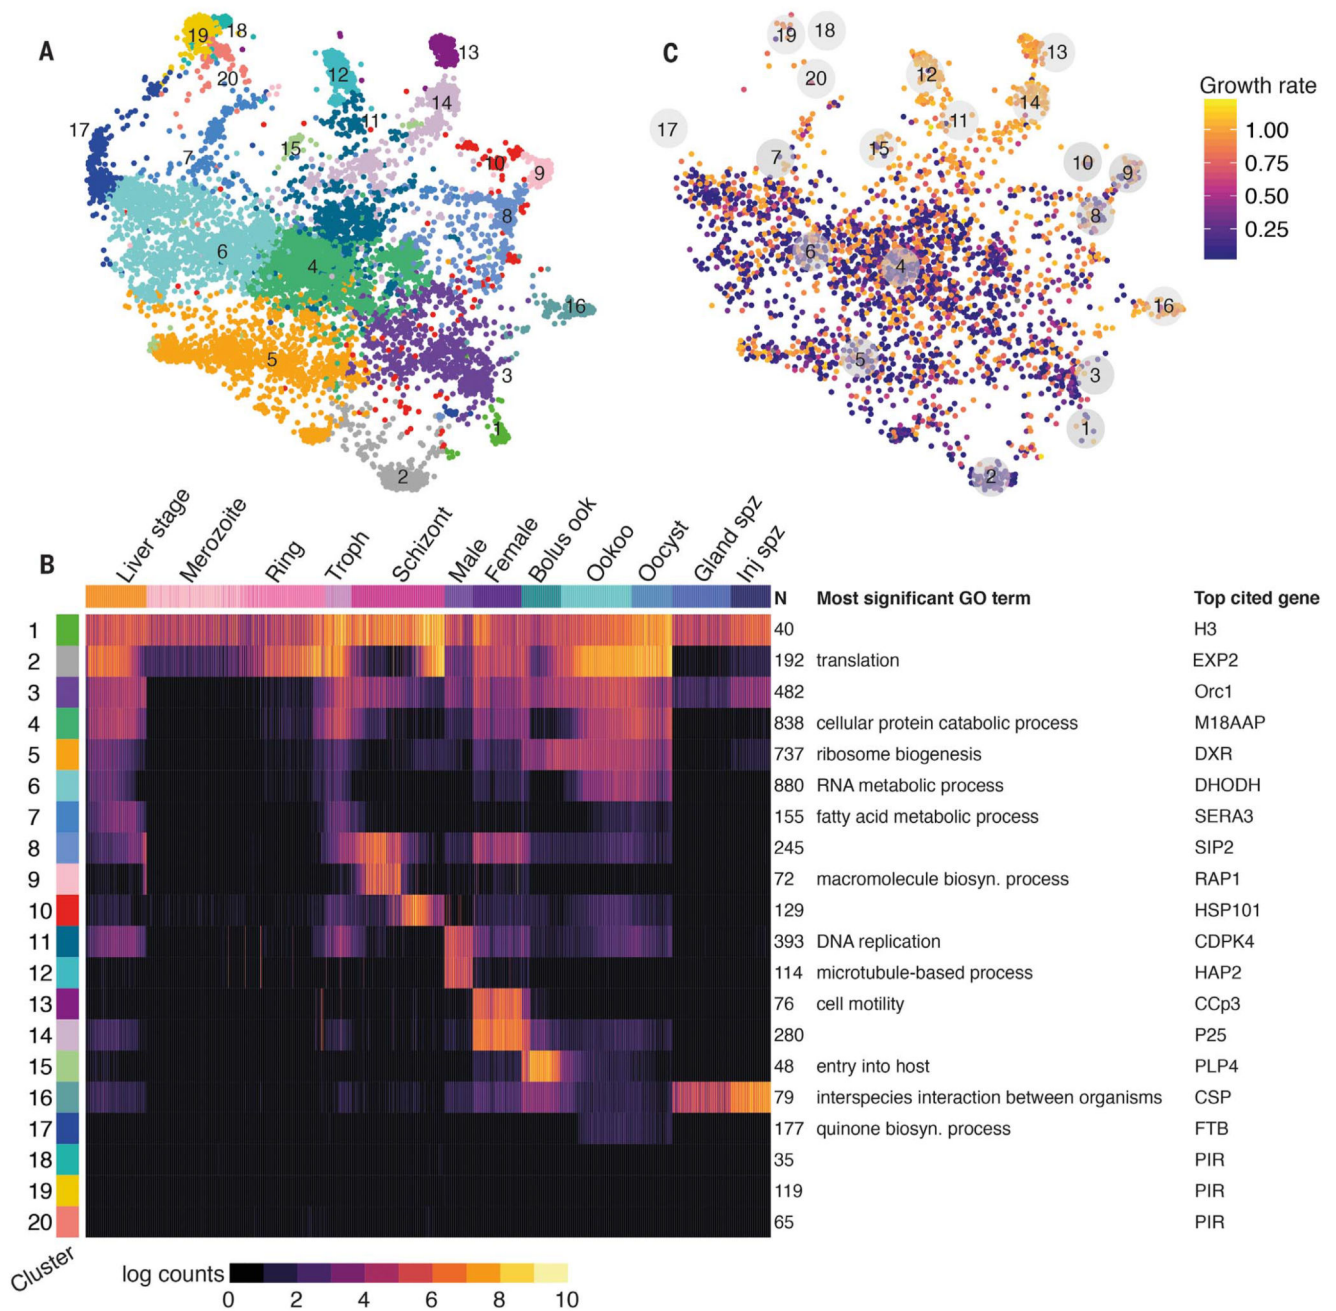 A
19
18
20
17
7
15
12
11
13
14
10
9
8
6
4
5
16
3
1
2
C
19
18
20
17
7
15
12
11
13
14
10
9
8
6
4
5
16
3
1
2
Growth rate
1.00
0.75
0.50
0.25
B
Liver stage
Merozoite
Ring
Troph
Schizont
Male
Female
Bolus ook
Ookoo
Oocyst
Gland spz
Inj spz
N Most significant GO term Top cited gene
1 40 H3
2 192 translation EXP2
3 482 Orc1
4 838 cellular protein catabolic process M18AAP
5 737 ribosome biogenesis DXR
6 880 RNA metabolic process DHODH
7 155 fatty acid metabolic process SERA3
8 245 SIP2
9 72 macromolecule biosyn. process RAP1
10 129 HSP101
11 393 DNA replication CDPK4
12 114 microtubule-based process HAP2
13 76 cell motility CCp3
14 280 P25
15 48 entry into host PLP4
16 79 interspecies interaction between organisms CSP
17 177 quinone biosyn. process FTB
18 35 PIR
19 119 PIR
20 65 PIR
Cluster
log counts
0 2 4 6 8 10